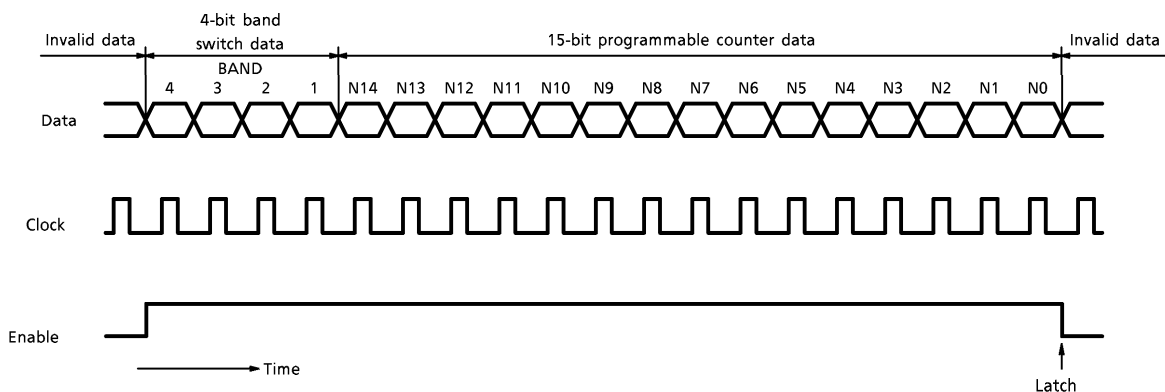 4-bit band
Invalid data switch data 15-bit programmable counter data Invalid data
BAND
4 3 2 1 N14 N13 N12 N11 N10 N9 N8 N7 N6 N5 N4 N3 N2 N1 N0
Data
Clock
Enable
Time
Latch